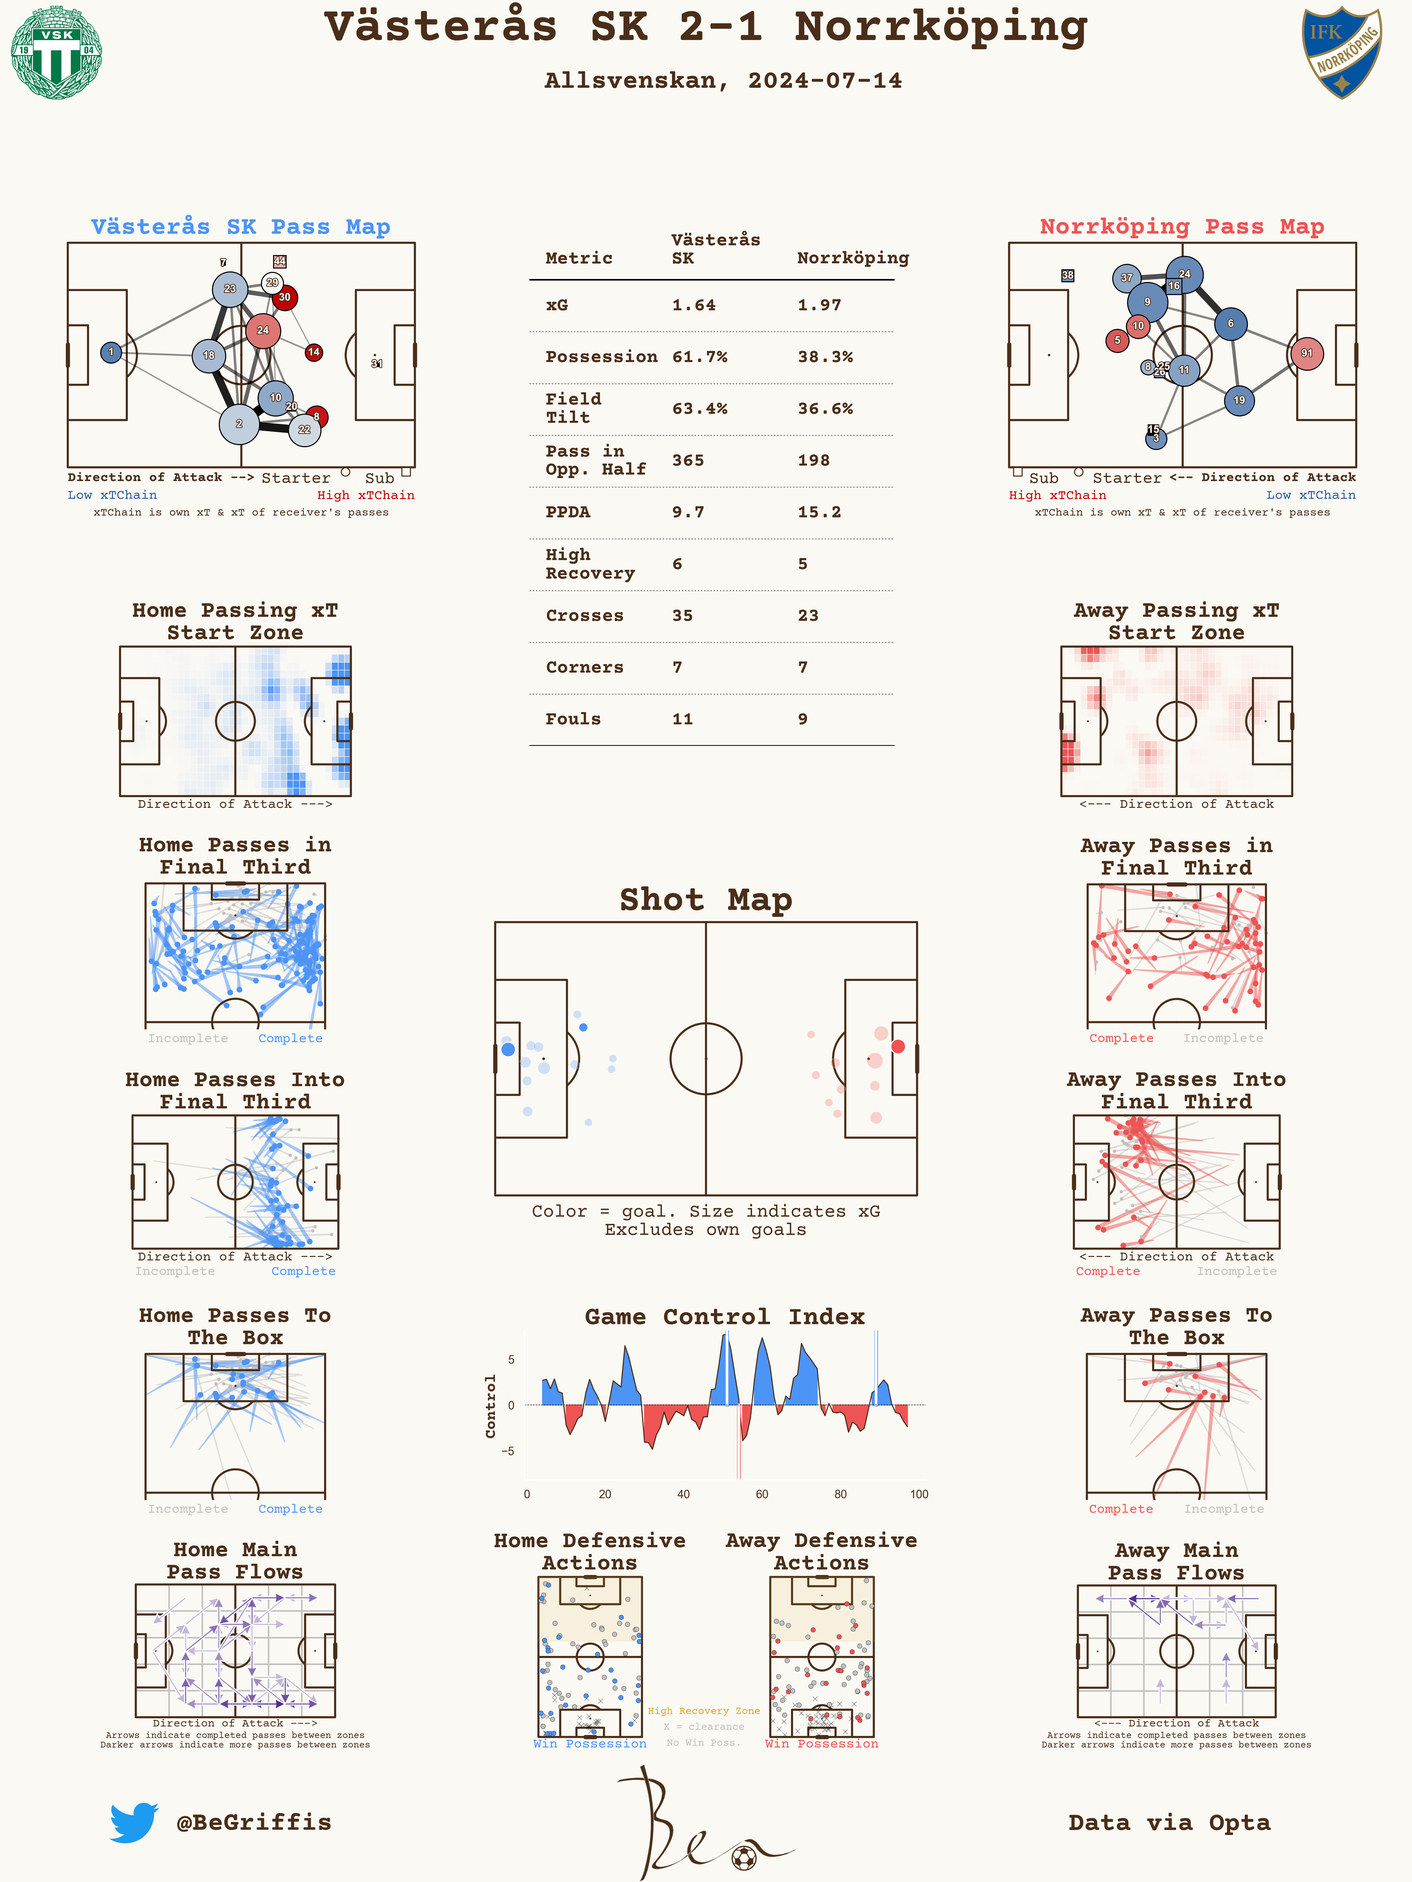 Västerås SK 2-1 Norrköping
Allsvenskan, 2024-07-14
VSK
19 04
IFK
NORRKÖPING
Västerås SK Pass Map
7
44
23
29
30
24
1
18
14
31
10
20
8
2
22
Direction of Attack --> Starter Sub
Low xTChain High xTChain
xTChain is own xT & xT of receiver's passes
Metric Västerås SK Norrköping
xG 1.64 1.97
Possession 61.7% 38.3%
Field Tilt 63.4% 36.6%
Pass in Opp. Half 365 198
PPDA 9.7 15.2
High Recovery 6 5
Crosses 35 23
Corners 7 7
Fouls 11 9
Norrköping Pass Map
38
37
24
16
9
10
6
5
91
8
25
11
19
15
3
Sub Starter <-- Direction of Attack
High xTChain Low xTChain
xTChain is own xT & xT of receiver's passes
Home Passing xT
Start Zone
Direction of Attack --->
Away Passing xT
Start Zone
<--- Direction of Attack
Home Passes in
Final Third
Incomplete Complete
Away Passes in
Final Third
Complete Incomplete
Shot Map
Color = goal. Size indicates xG
Excludes own goals
Home Passes Into
Final Third
Direction of Attack --->
Incomplete Complete
Away Passes Into
Final Third
<--- Direction of Attack
Complete Incomplete
Home Passes To
The Box
Incomplete Complete
Game Control Index
Control
5
0
−5
0 20 40 60 80 100
Away Passes To
The Box
Complete Incomplete
Home Main
Pass Flows
Direction of Attack --->
Arrows indicate completed passes between zones
Darker arrows indicate more passes between zones
Home Defensive
Actions
Win Possession
High Recovery Zone
X = clearance
No Win Poss.
Away Defensive
Actions
Win Possession
Away Main
Pass Flows
<--- Direction of Attack
Arrows indicate completed passes between zones
Darker arrows indicate more passes between zones
@BeGriffis
Ben
Data via Opta